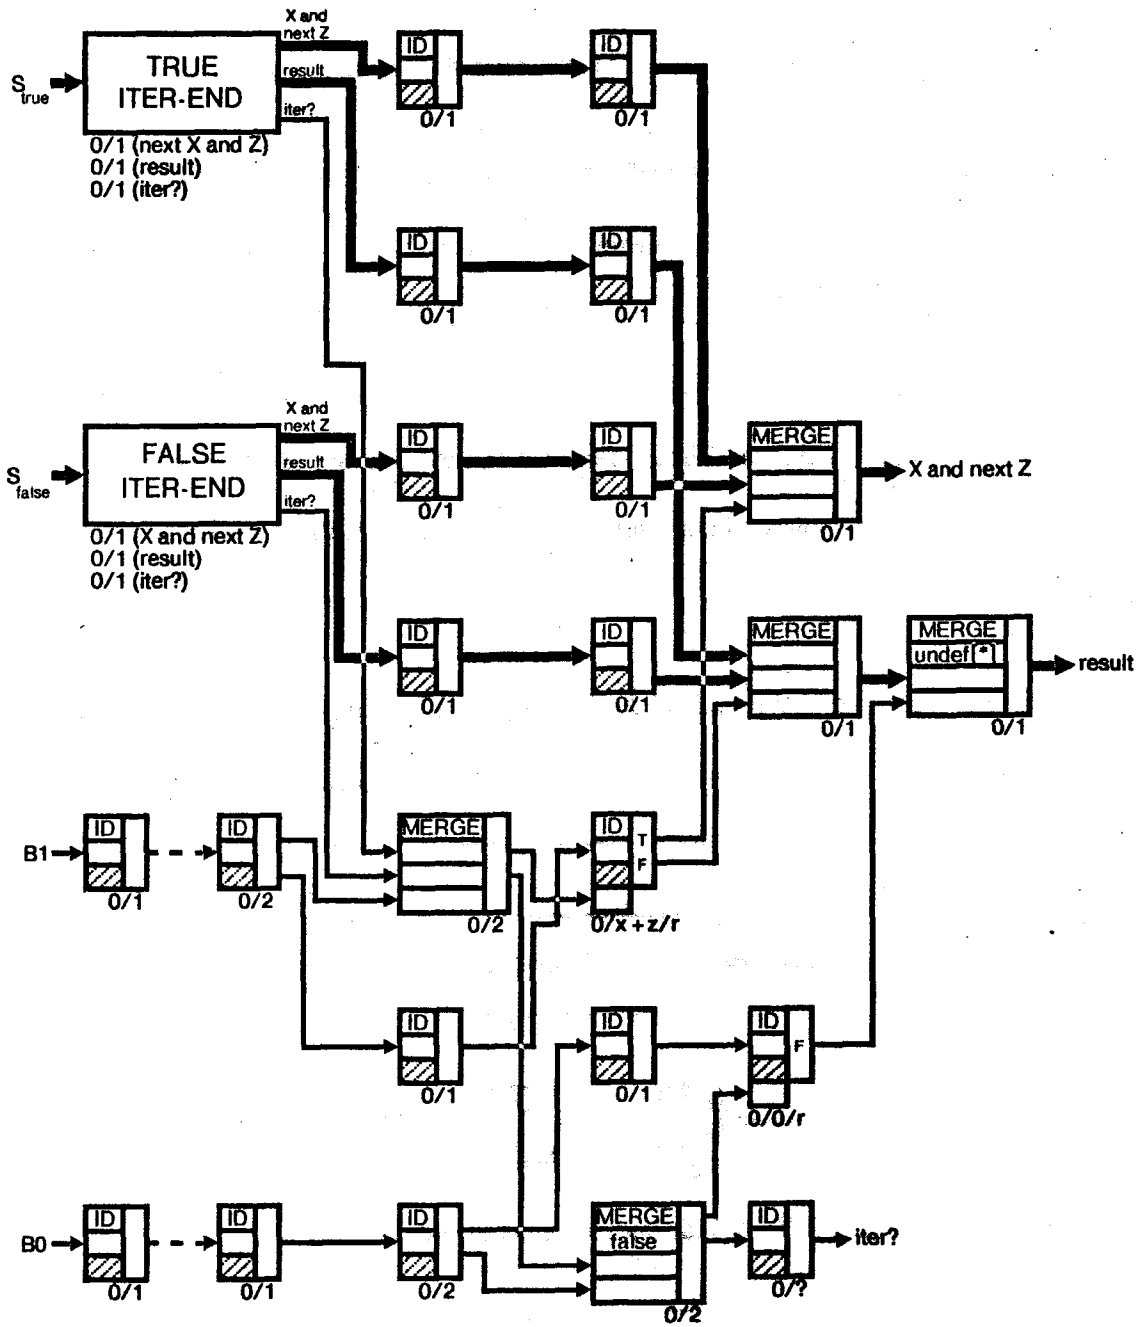 X and
next Z
result
iter?
S
true
TRUE
ITER-END
0/1 (next X and Z)
0/1 (result)
0/1 (iter?)
ID
0/1
ID
0/1
ID
0/1
ID
0/1
X and
next Z
result
iter?
S
false
FALSE
ITER-END
0/1 (X and next Z)
0/1 (result)
0/1 (iter?)
ID
0/1
ID
0/1
MERGE
0/1
X and next Z
ID
0/1
ID
0/1
MERGE
0/1
MERGE
undef[*]
0/1
result
B1
ID
0/1
ID
0/2
MERGE
0/2
ID
T
F
0/x + z/r
ID
0/1
ID
0/1
ID
F
0/0/r
B0
ID
0/1
ID
0/1
ID
0/2
MERGE
false
0/2
ID
0/?
iter?